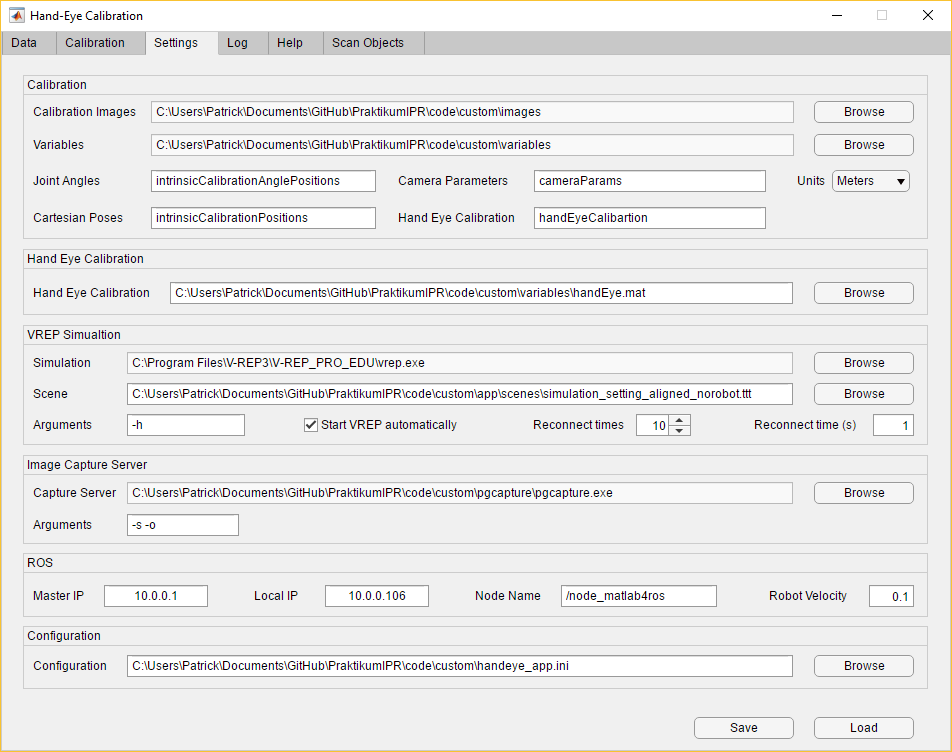 Hand-Eye Calibration
Data Calibration Settings Log Help Scan Objects
Calibration
Calibration Images C:\Users\Patrick\Documents\GitHub\PraktikumIPR\code\custom\images Browse
Variables C:\Users\Patrick\Documents\GitHub\PraktikumIPR\code\custom\variables Browse
Joint Angles intrinsicCalibrationAnglePositions Camera Parameters cameraParams Units Meters
Cartesian Poses intrinsicCalibrationPositions Hand Eye Calibration handEyeCalibartion
Hand Eye Calibration
Hand Eye Calibration C:\Users\Patrick\Documents\GitHub\PraktikumIPR\code\custom\variables\handEye.mat Browse
VREP Simualtion
Simulation C:\Program Files\V-REP3\V-REP_PRO_EDU\vrep.exe Browse
Scene C:\Users\Patrick\Documents\GitHub\PraktikumIPR\code\custom\app\scenes\simulation_setting_aligned_norobot.ttt Browse
Arguments -h Start VREP automatically Reconnect times 10 Reconnect time (s) 1
Image Capture Server
Capture Server C:\Users\Patrick\Documents\GitHub\PraktikumIPR\code\custom\pgcapture\pgcapture.exe Browse
Arguments -s -o
ROS
Master IP 10.0.0.1 Local IP 10.0.0.106 Node Name /node_matlab4ros Robot Velocity 0.1
Configuration
Configuration C:\Users\Patrick\Documents\GitHub\PraktikumIPR\code\custom\handeye_app.ini Browse
Save Load